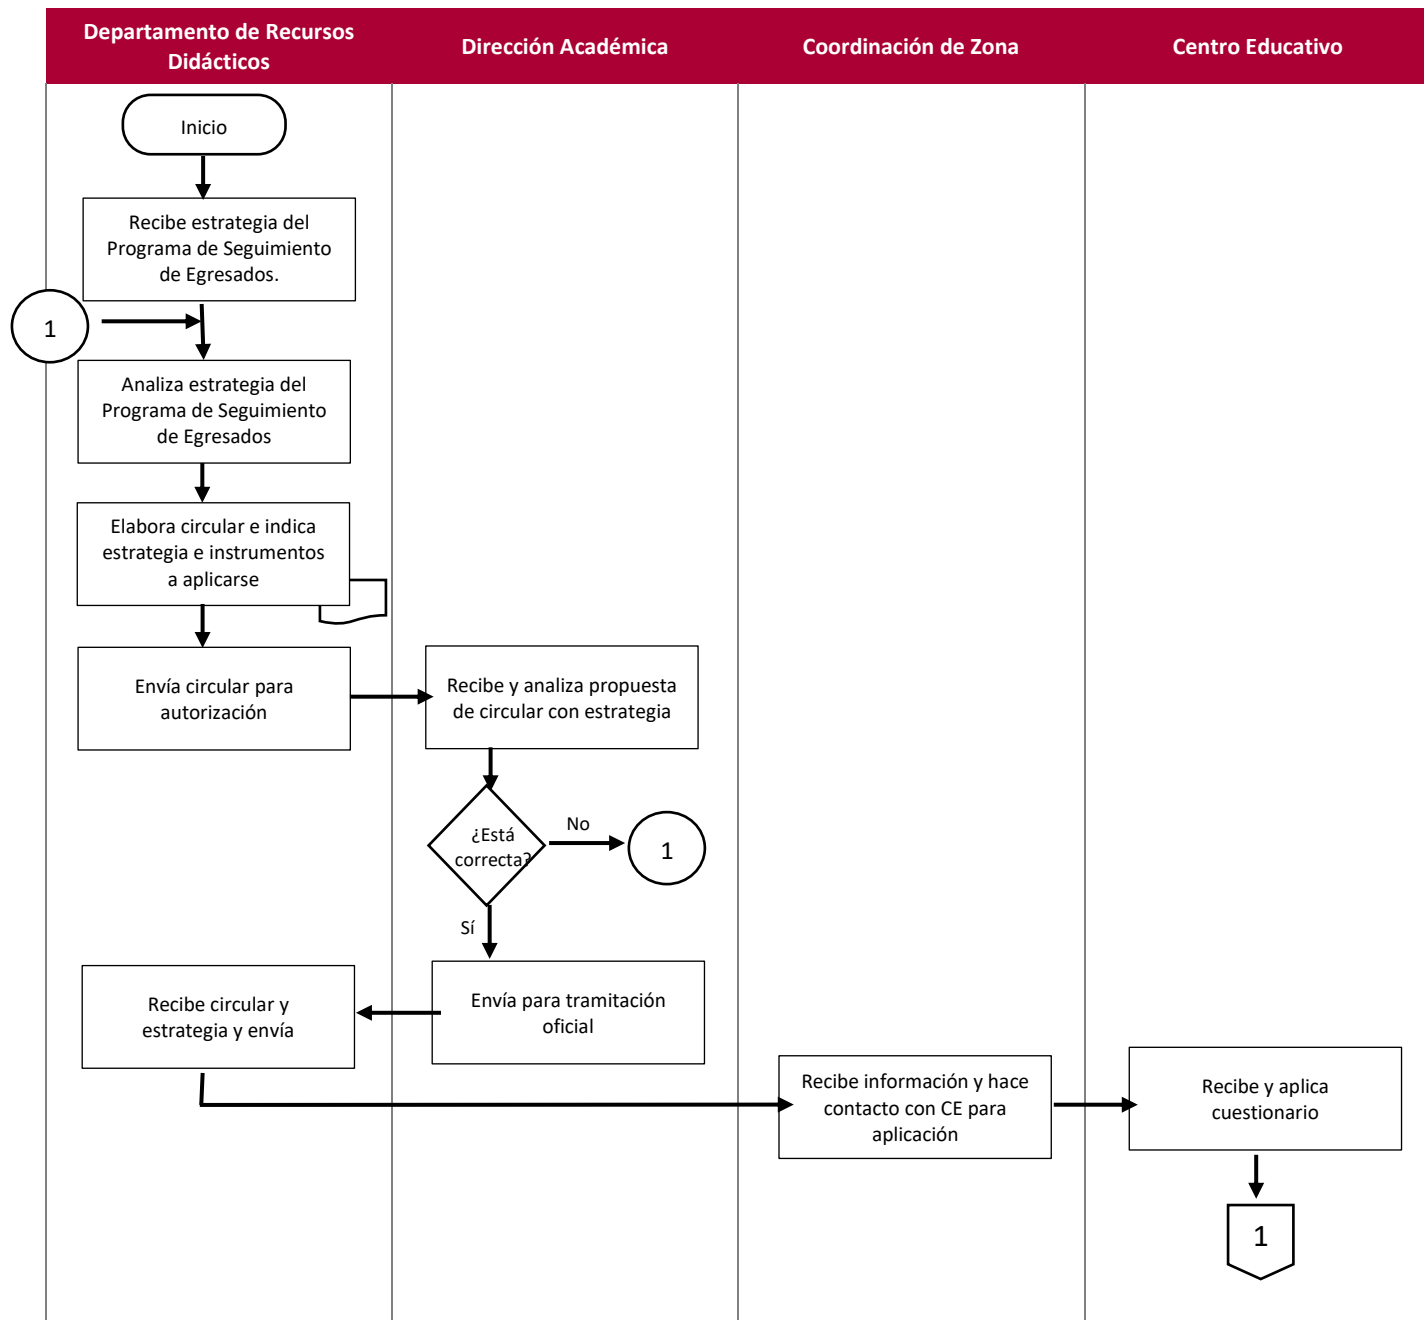 Departamento de Recursos
Didácticos
Dirección Académica
Coordinación de Zona
Centro Educativo
Inicio
Recibe estrategia del
Programa de Seguimiento
de Egresados.
1
Analiza estrategia del
Programa de Seguimiento
de Egresados
Elabora circular e indica
estrategia e instrumentos
a aplicarse
Envía circular para
autorización
Recibe y analiza propuesta
de circular con estrategia
¿Está
correcta?
No
1
Sí
Envía para tramitación
oficial
Recibe circular y
estrategia y envía
Recibe información y hace
contacto con CE para
aplicación
Recibe y aplica
cuestionario
1